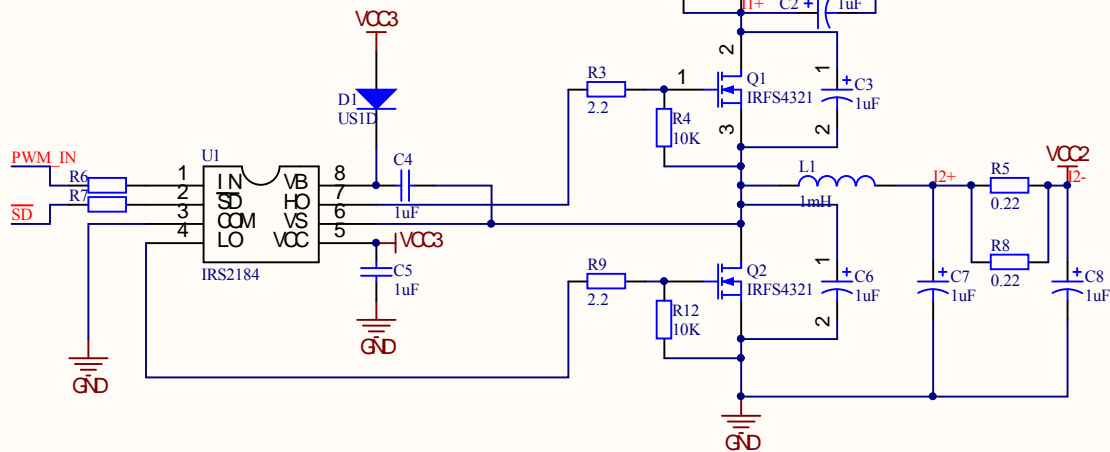 I1+
C2 +
1uF
VCC3
2
R3
1
Q1
1
+
C3
D1
2.2
IRFS4321
1uF
US1D
R4
10K
3
2
PWM_IN
U1
R6
1
IN
VB
8
C4
R7
2
SD
HO
7
SD
3
COM
VS
6
1uF
4
LO
VCC
5
VCC3
IRS2184
C5
1uF
GND
GND
L1
1mH
I2+
R5
0.22
VCC2
I2-
R8
0.22
R9
2.2
Q2
IRFS4321
1
+
C6
1uF
2
R12
10K
+
C7
1uF
+
C8
1uF
GND